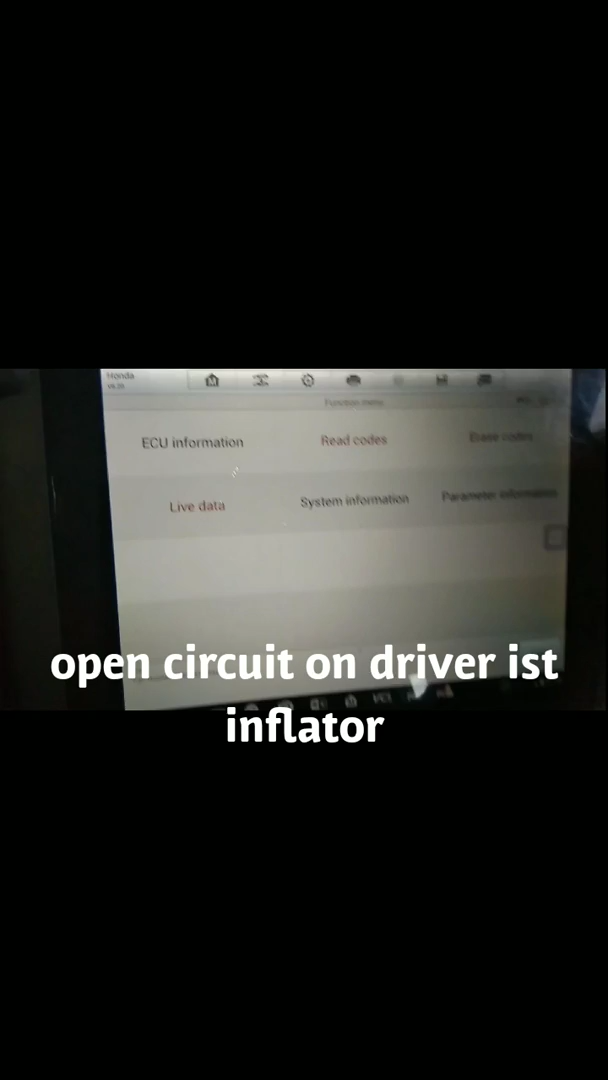 Honda
Function menu
ECU information Read codes Erase codes
Live data System information Parameter information
open circuit on driver ist
inflator